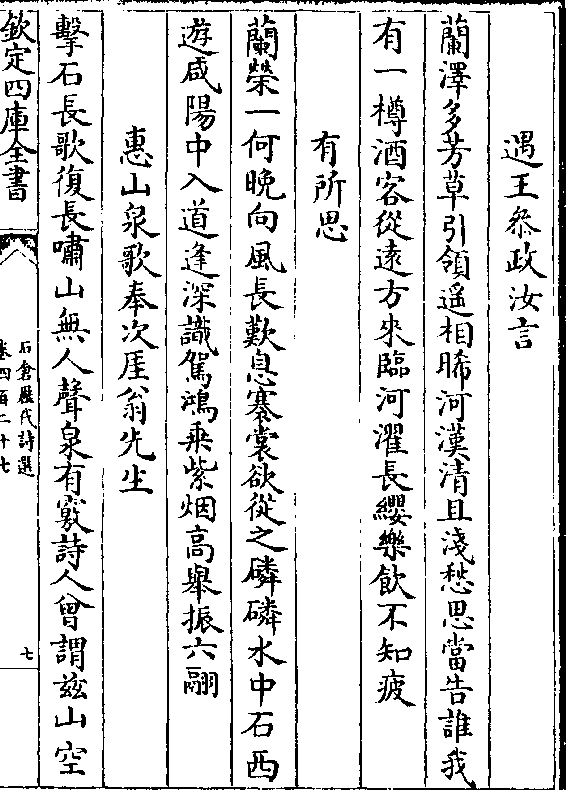 遇王叅政汝言
蘭澤多芳草引領遥相睎河漢清且淺愁思當告誰我
有一樽酒客從遠方來臨河濯長纓樂飲不知疲
有所思
蘭榮一何晚向風長歎息褰裳欲從之磷磷水中石西
遊咸陽中入道逢深識駕鴻乗紫烟高舉振六翮
惠山泉歌奉次厓翁先生
擊石長歌復長嘯山無人聲泉有竅詩人曾謂兹山空
欽定四庫全書
石倉歷代詩選
卷四百二十七
七